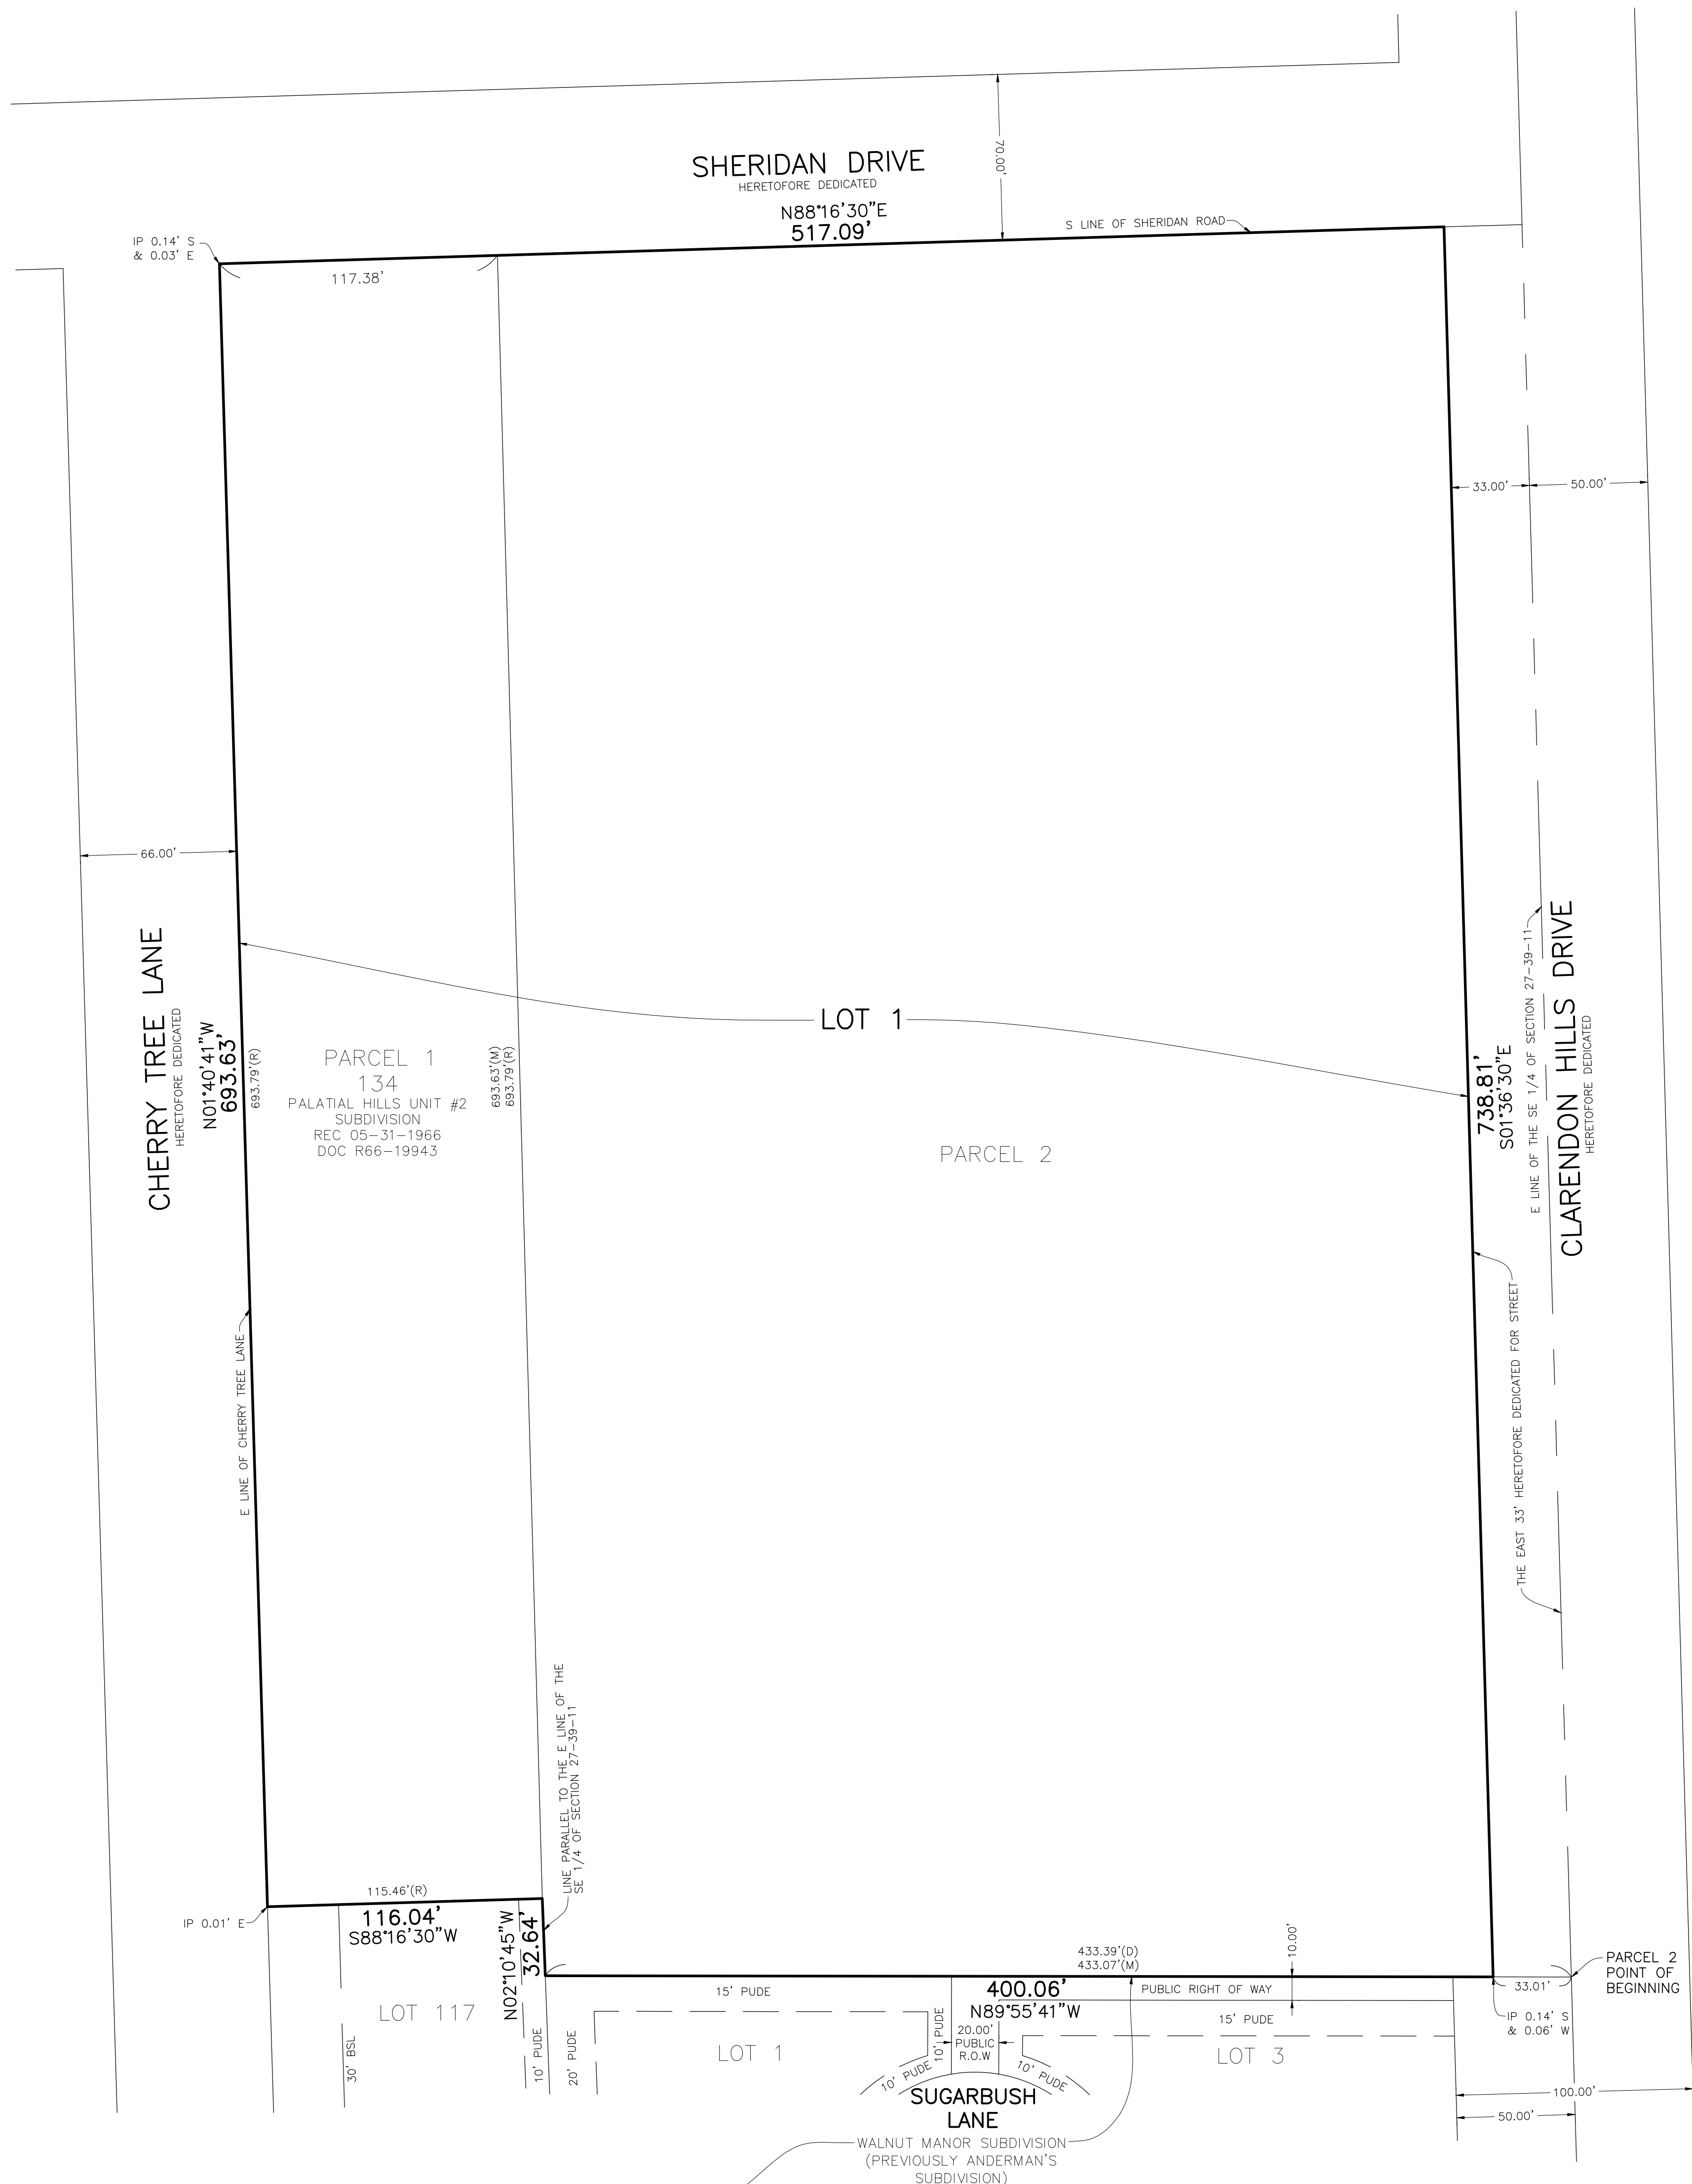 70.00'
SHERIDAN DRIVE
HERETOFORE DEDICATED
N88°16'30"E
517.09'
S LINE OF SHERIDAN ROAD
IP 0.14' S
& 0.03' E
117.38'
33.00'
50.00'
66.00'
CHERRY TREE LANE
HERETOFORE DEDICATED
N01°40'41"W
693.63'
693.79'(R)
PARCEL 1
134
PALATIAL HILLS UNIT #2
SUBDIVISION
REC 05-31-1966
DOC R66-19943
693.63'(M)
693.79'(R)
LOT 1
PARCEL 2
738.81'
S01°36'30"E
E LINE OF THE SE 1/4 OF SECTION 27-39-11
CLARENDON HILLS DRIVE
HERETOFORE DEDICATED
E LINE OF CHERRY TREE LANE
THE EAST 33' HERETOFORE DEDICATED FOR STREET
LINE PARALLEL TO THE E LINE OF THE
SE 1/4 OF SECTION 27-39-11
115.46'(R)
116.04'
S88°16'30"W
IP 0.01' E
N02°10'45"W
32.64'
433.39'(D)
433.07'(M)
10.00'
400.06'
N89°55'41"W
PUBLIC RIGHT OF WAY
33.01'
PARCEL 2
POINT OF
BEGINNING
IP 0.14' S
& 0.06' W
15' PUDE
15' PUDE
LOT 117
30' BSL
10' PUDE
20' PUDE
LOT 1
10' PUDE
20.00'
PUBLIC
R.O.W
10' PUDE
10' PUDE
LOT 3
SUGARBUSH
LANE
100.00'
50.00'
WALNUT MANOR SUBDIVISION
(PREVIOUSLY ANDERMAN'S
SUBDIVISION)